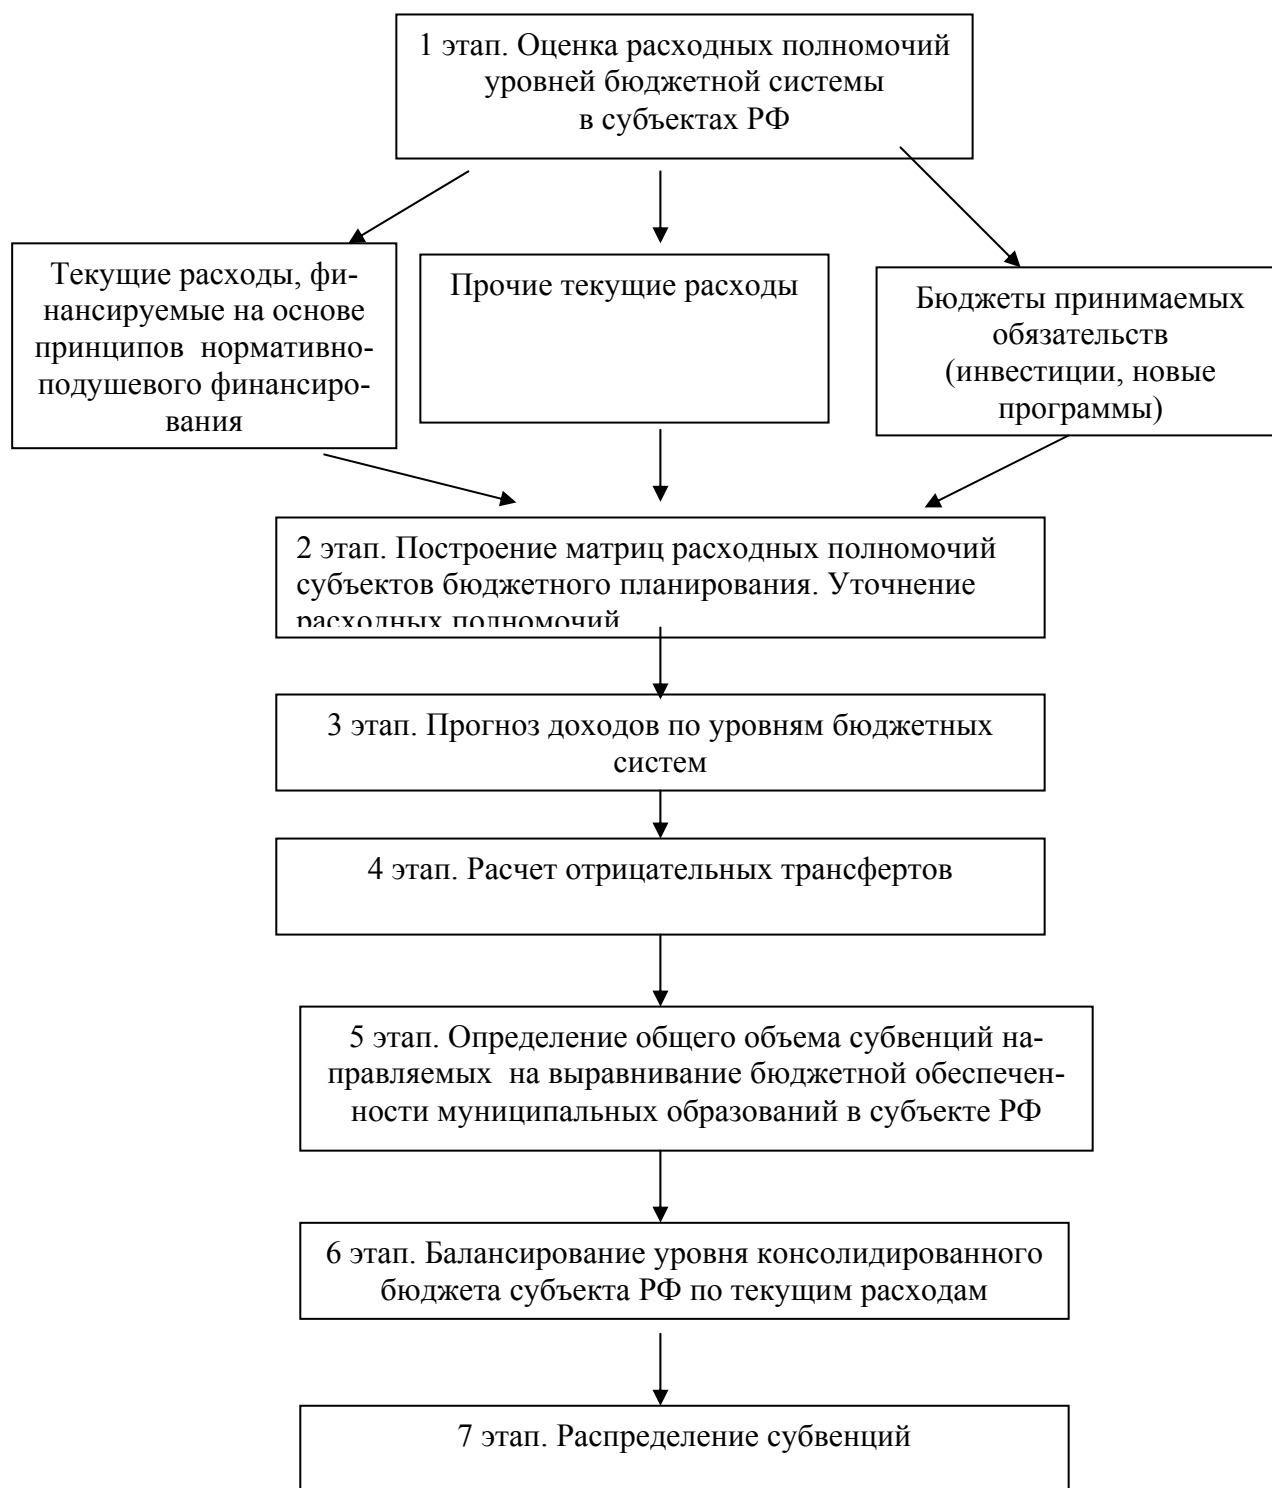 1 этап. Оценка расходных полномочий
уровней бюджетной системы
в субъектах РФ
Текущие расходы, фи-
нансируемые на основе
принципов нормативно-
подушевого финансиро-
вания
Прочие текущие расходы
Бюджеты принимаемых
обязательств
(инвестиции, новые
программы)
2 этап. Построение матриц расходных полномочий
субъектов бюджетного планирования. Уточнение
расходных полномочий
3 этап. Прогноз доходов по уровням бюджетных
систем
4 этап. Расчет отрицательных трансфертов
5 этап. Определение общего объема субвенций на-
правляемых на выравнивание бюджетной обеспечен-
ности муниципальных образований в субъекте РФ
6 этап. Балансирование уровня консолидированного
бюджета субъекта РФ по текущим расходам
7 этап. Распределение субвенций